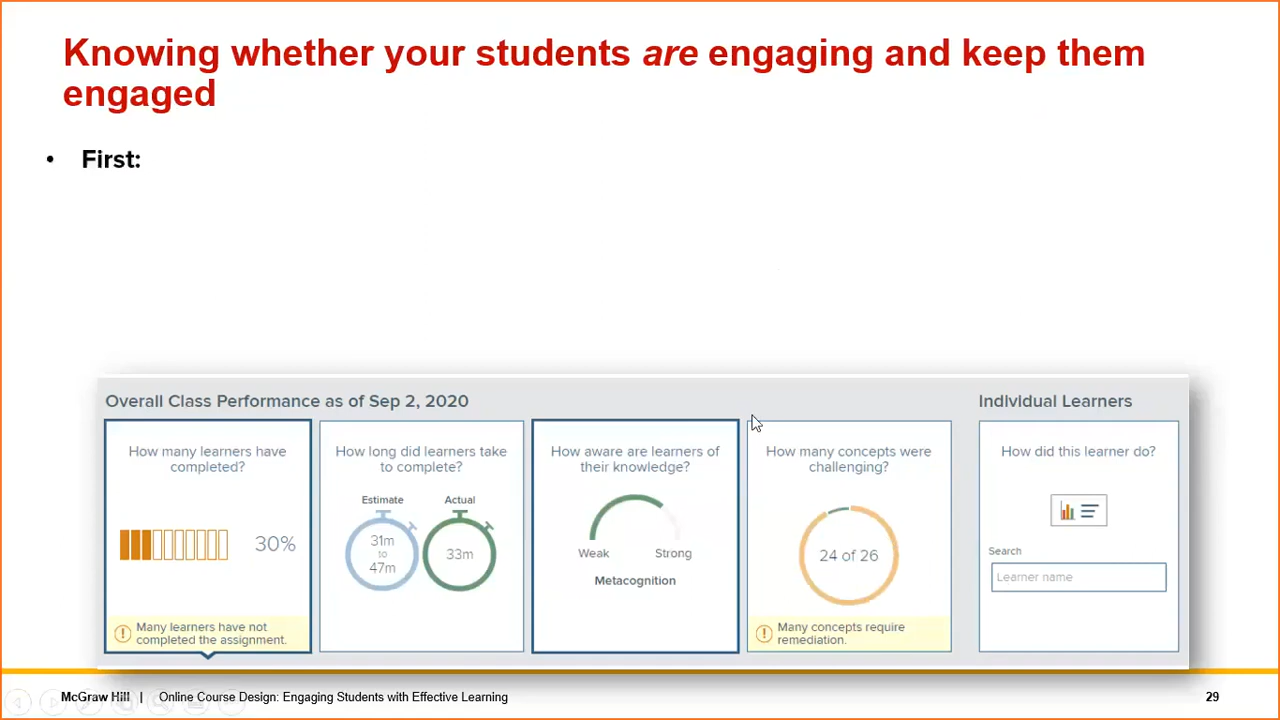 Knowing whether your students are engaging and keep them
engaged
• First:
Overall Class Performance as of Sep 2, 2020
Individual Learners
How many learners have
completed?
30%
Many learners have not
completed the assignment.
How long did learners take
to complete?
Estimate
Actual
31m
to
47m
33m
How aware are learners of
their knowledge?
Weak
Strong
Metacognition
How many concepts were
challenging?
24 of 26
Many concepts require
remediation.
How did this learner do?
Search
Learner name
McGraw Hill | Online Course Design: Engaging Students with Effective Learning
29